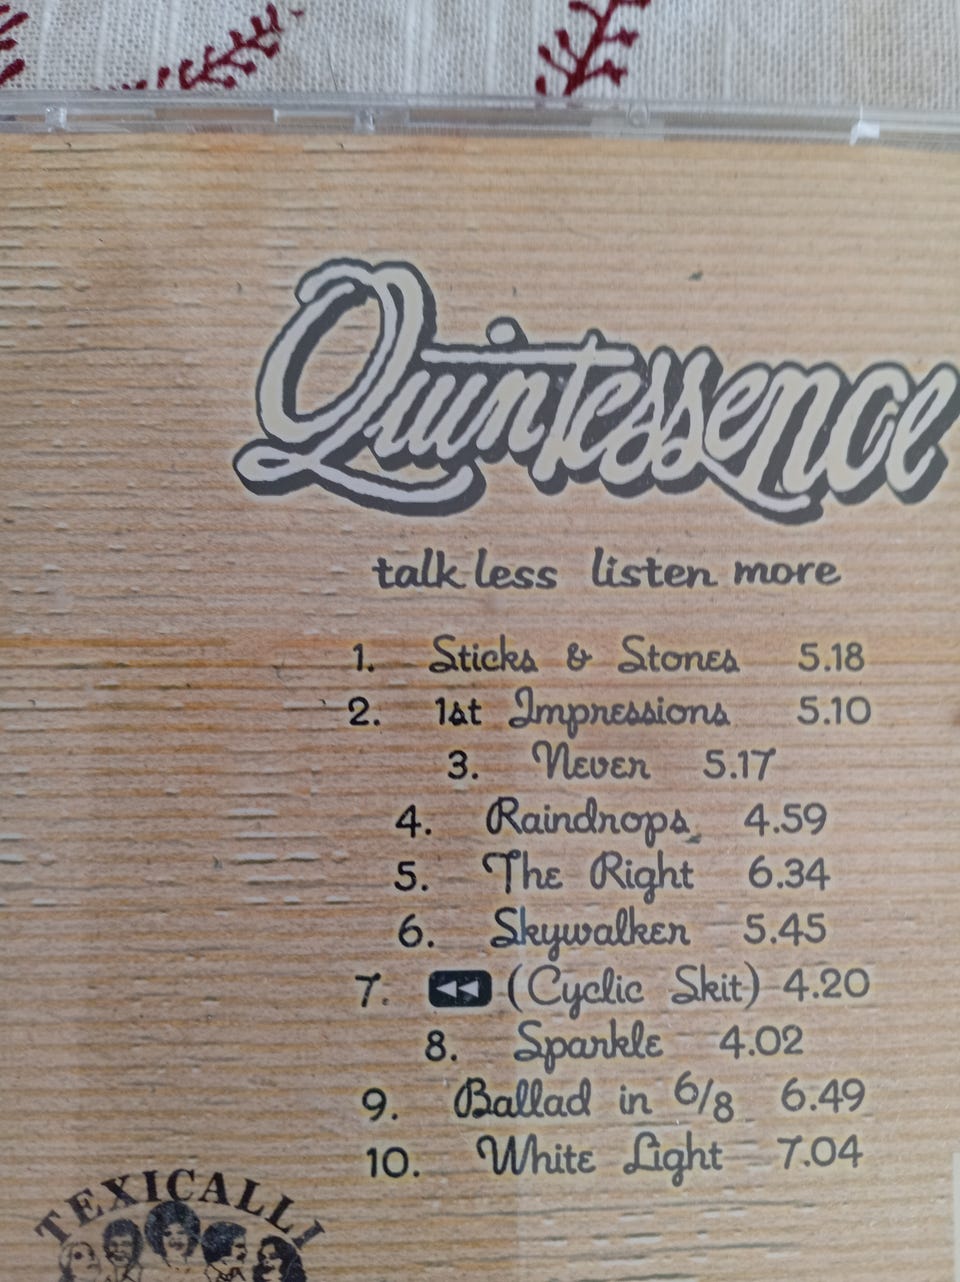 Quintessence
talk less listen more
1. Sticks & Stones 5.18
2. 1st Impressions 5.10
3. Never 5.17
4. Raindrops 4.59
5. The Right 6.34
6. Skywalker 5.45
7. (Cyclic Skit) 4.20
8. Sparkle 4.02
9. Ballad in 6/8 6.49
10. White Light 7.04
TEXICALLI